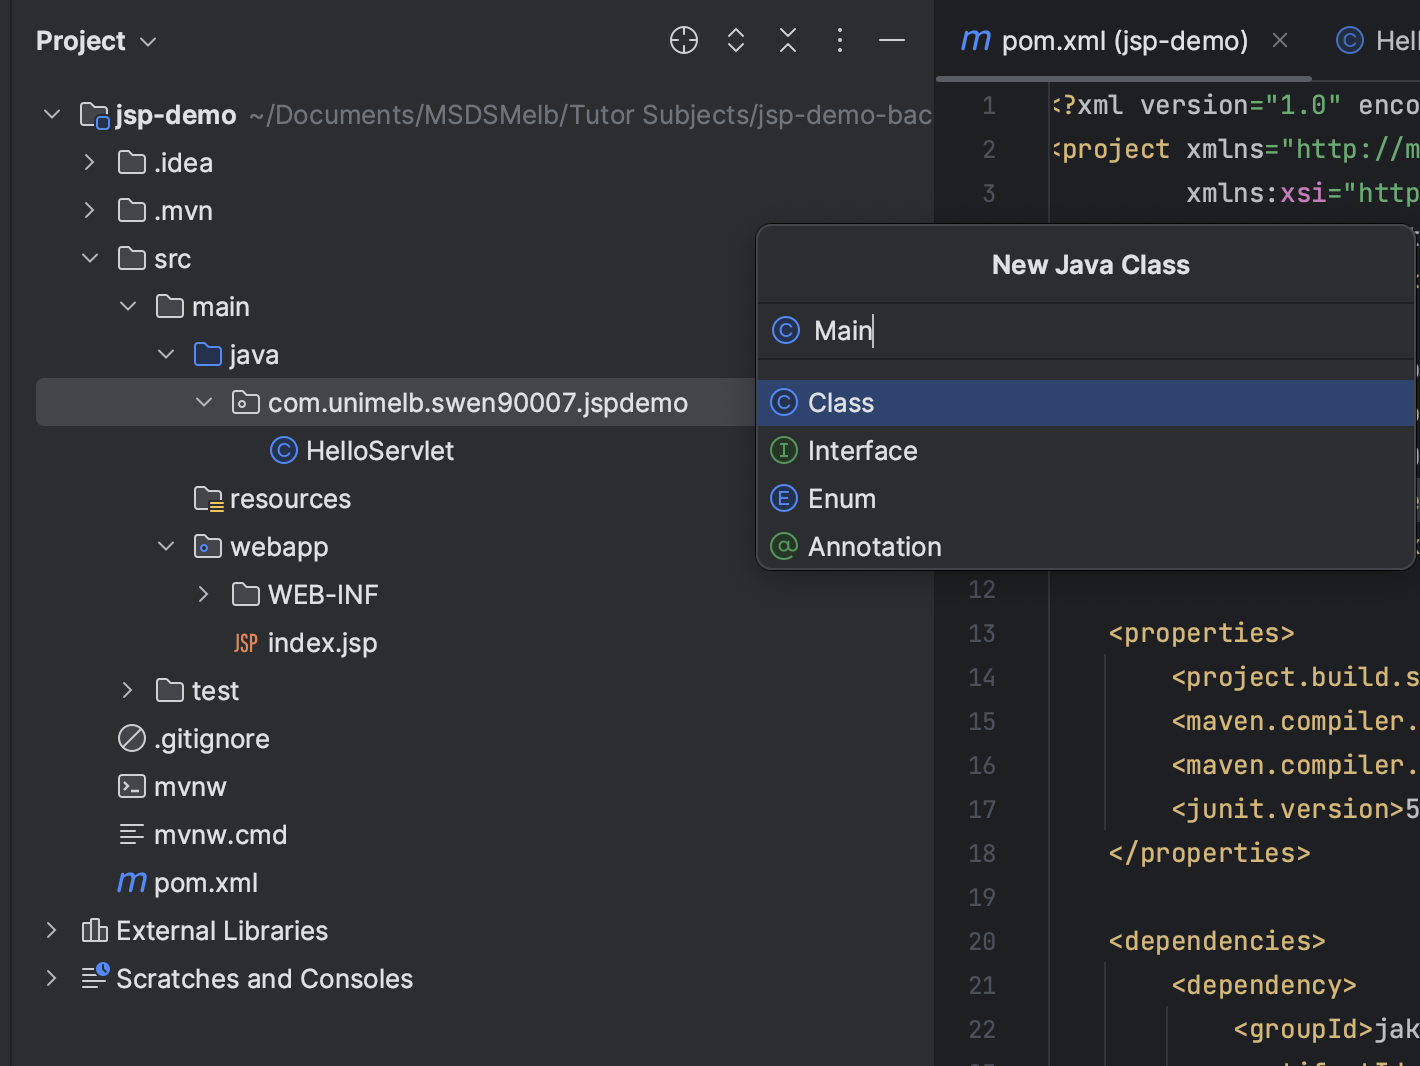 Project
jsp-demo ~/Documents/MSDSMelb/Tutor Subjects/jsp-demo-bac
.idea
.mvn
src
main
java
com.unimelb.swen90007.jspdemo
HelloServlet
resources
webapp
WEB-INF
JSP index.jsp
test
.gitignore
mvnw
mvnw.cmd
m pom.xml
External Libraries
Scratches and Consoles
m pom.xml (jsp-demo)
C Hell
1 <?xml version="1.0" enco
2 <project xmlns="http://m
3 xmlns:xsi="http
New Java Class
C Main
C Class
I Interface
E Enum
@ Annotation
12
13 <properties>
14 <project.build.s
15 <maven.compiler.
16 <maven.compiler.
17 <junit.version>5
18 </properties>
19
20 <dependencies>
21 <dependency>
22 <groupId>jak